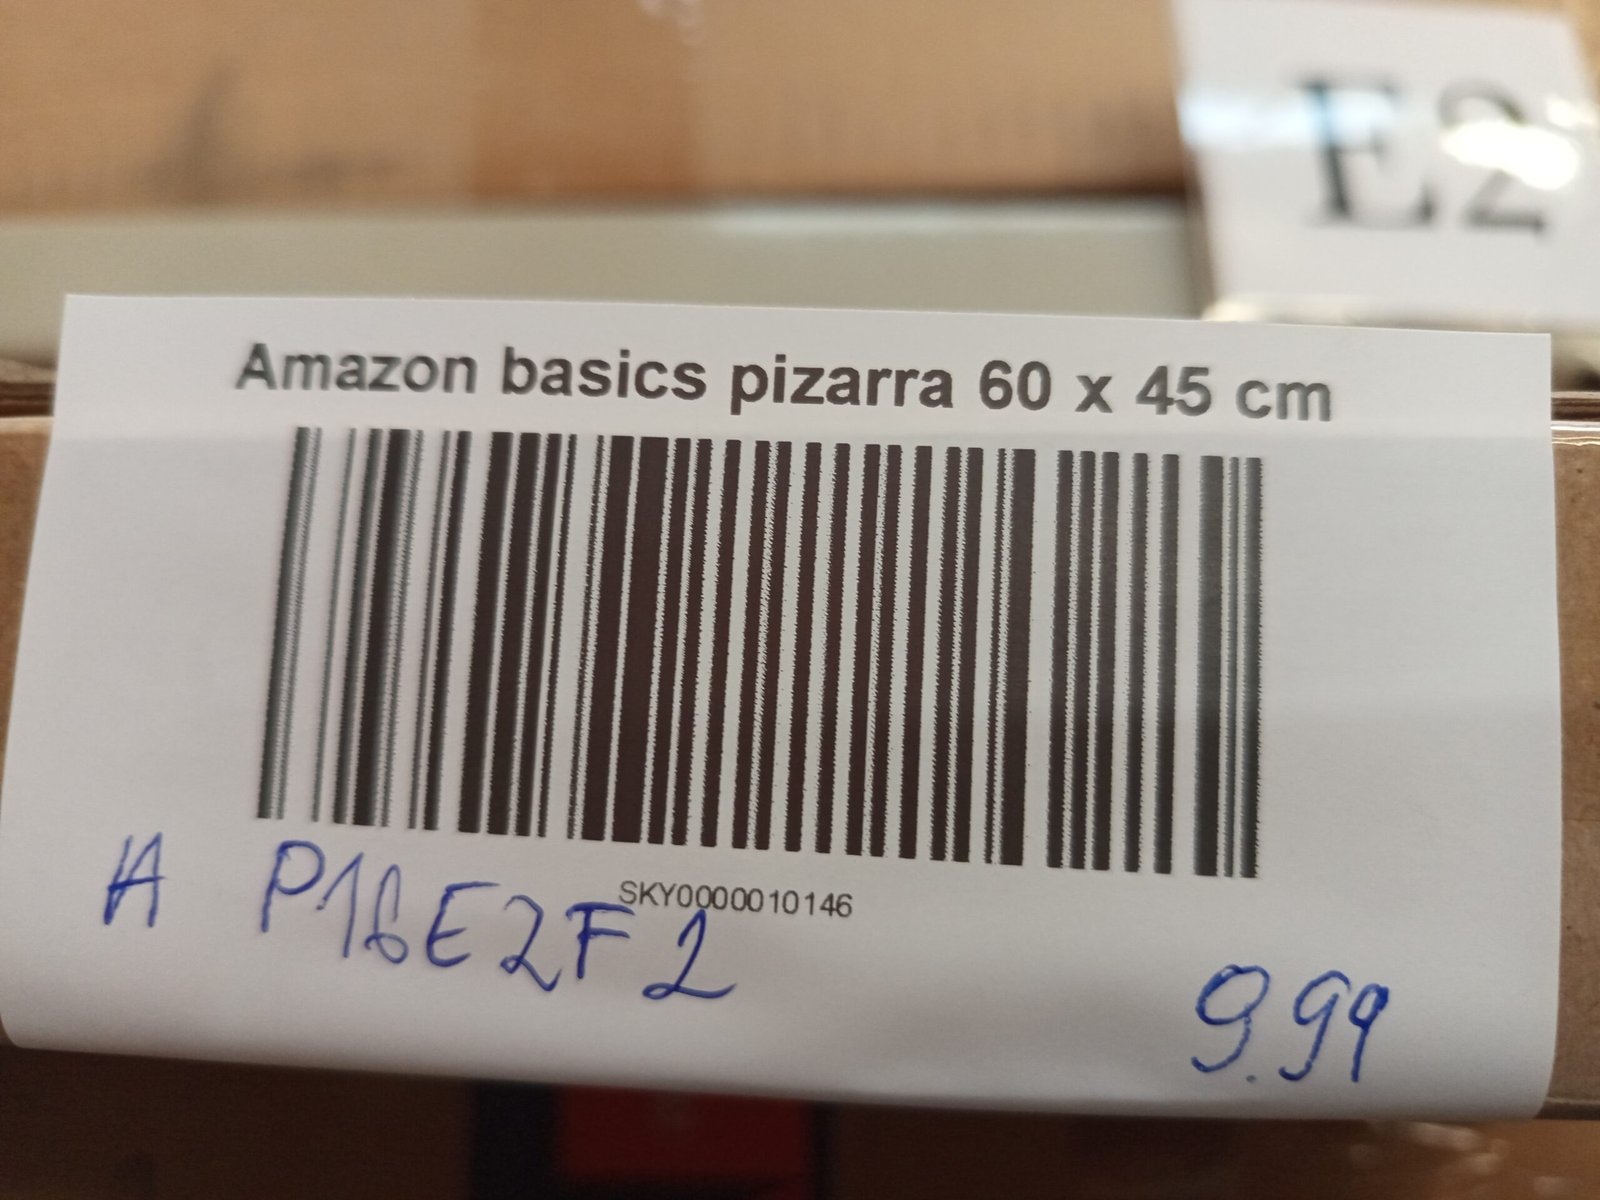 E2
Amazon basics pizarra 60 x 45 cm
SKY0000010146
A P16E2F2
9.99